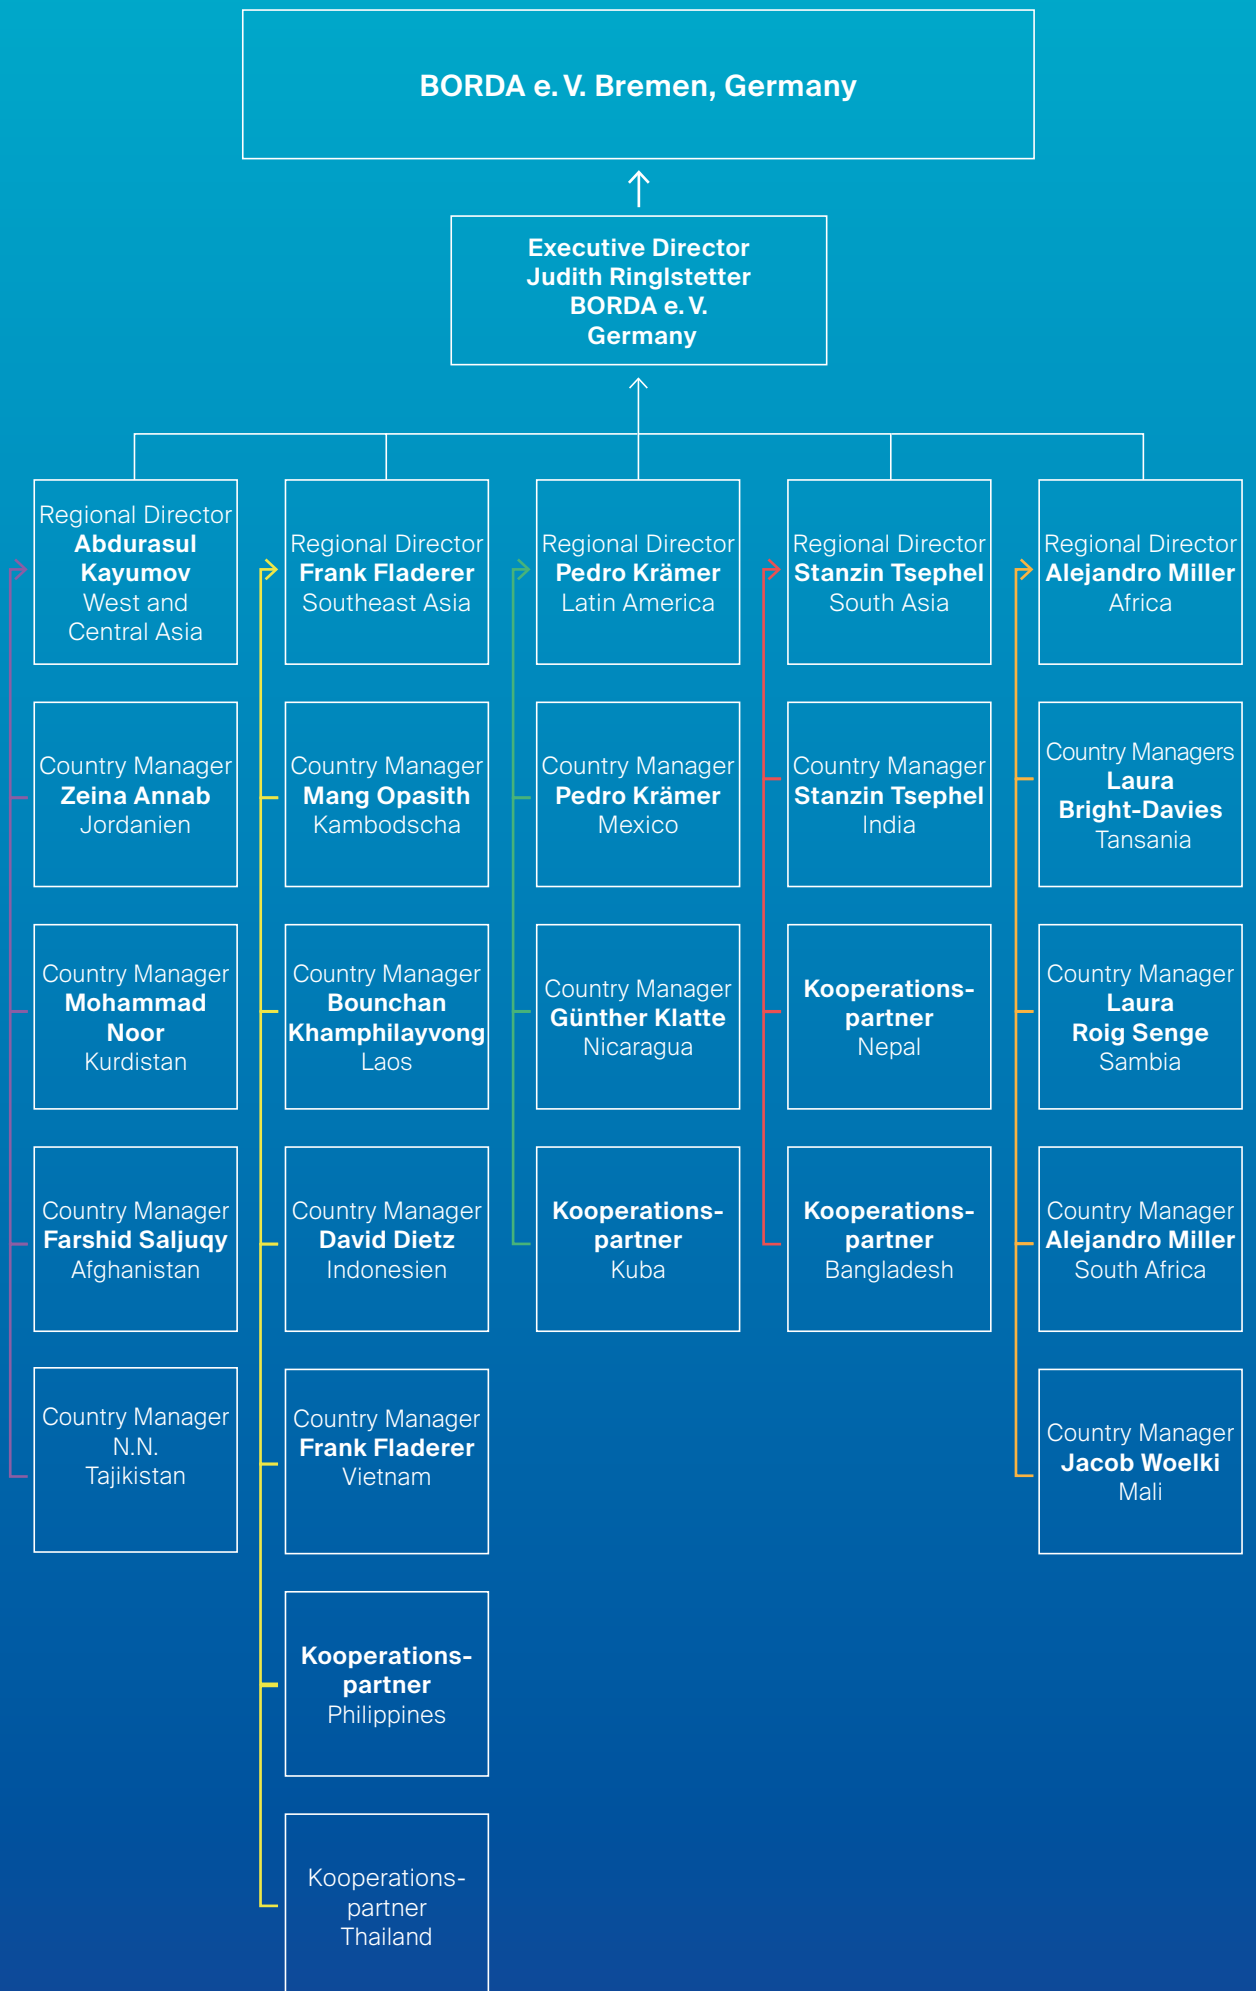 BORDA e. V. Bremen, Germany
Executive Director
Judith Ringlstetter
BORDA e. V.
Germany
Regional Director
Abdurasul
Kayumov
West and
Central Asia
Country Manager
Zeina Annab
Jordanien
Country Manager
Mohammad
Noor
Kurdistan
Country Manager
Farshid Saljuqy
Afghanistan
Country Manager
N.N.
Tajikistan
Regional Director
Frank Fladerer
Southeast Asia
Country Manager
Mang Opasith
Kambodscha
Country Manager
Bounchan
Khamphilayvong
Laos
Country Manager
David Dietz
Indonesien
Country Manager
Frank Fladerer
Vietnam
Kooperations-
partner
Philippines
Kooperations-
partner
Thailand
Regional Director
Pedro Krämer
Latin America
Country Manager
Pedro Krämer
Mexico
Country Manager
Günther Klatte
Nicaragua
Kooperations-
partner
Kuba
Regional Director
Stanzin Tsephel
South Asia
Country Manager
Stanzin Tsephel
India
Kooperations-
partner
Nepal
Kooperations-
partner
Bangladesh
Regional Director
Alejandro Miller
Africa
Country Managers
Laura
Bright-Davies
Tansania
Country Manager
Laura
Roig Senge
Sambia
Country Manager
Alejandro Miller
South Africa
Country Manager
Jacob Woelki
Mali